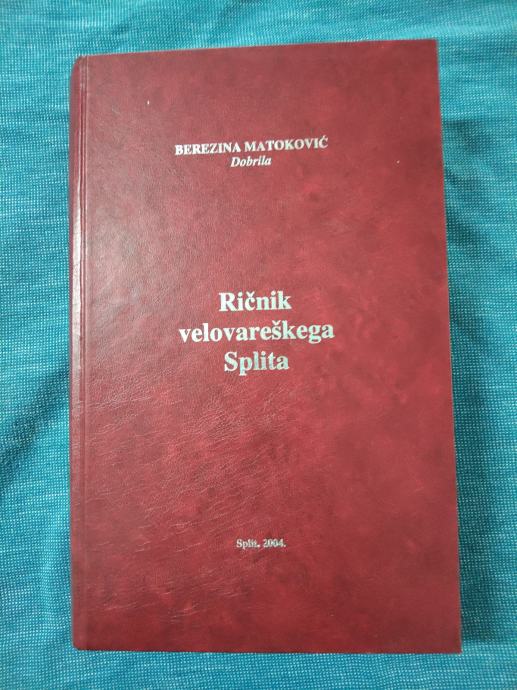 BEREZINA MATOKOVIĆ
Dobrila
Ričnik
velovareškega
Splita
Split, 2004.